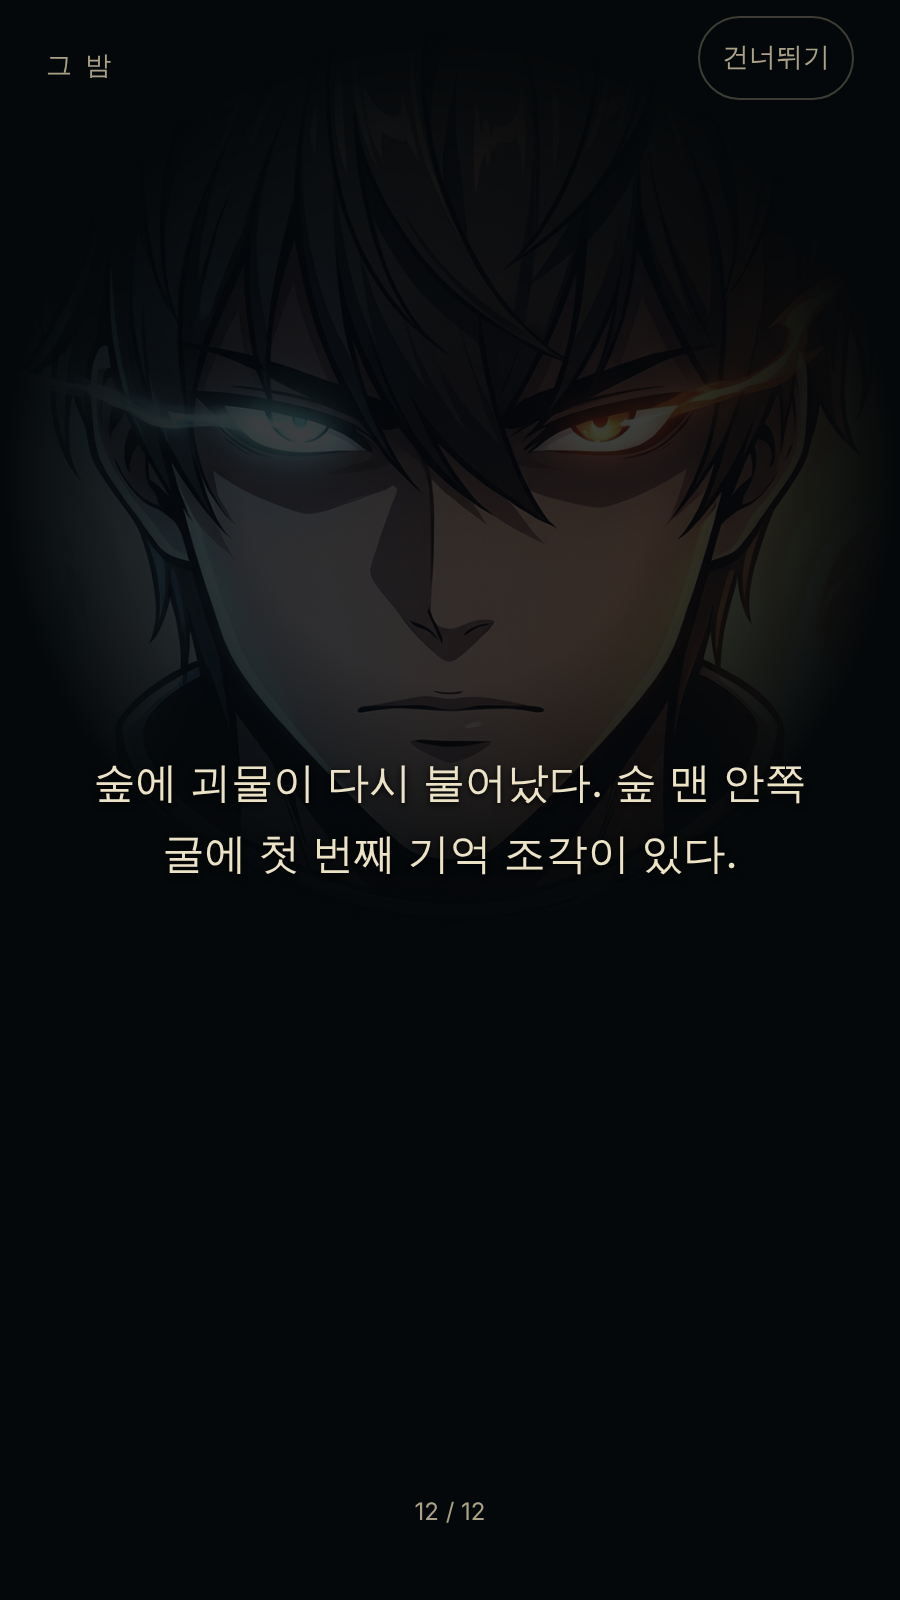 그 밤
건너뛰기
숲에 괴물이 다시 불어났다. 숲 맨 안쪽
굴에 첫 번째 기억 조각이 있다.
12 / 12